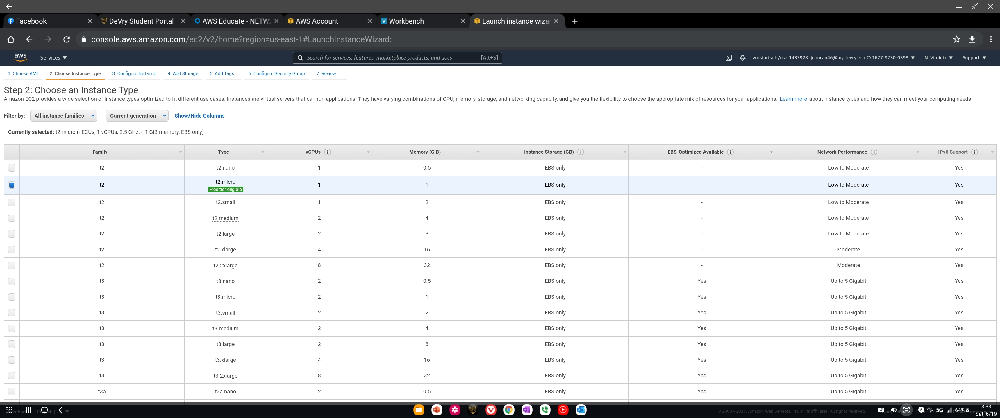 Facebook
DeVry Student Portal
AWS Educate - NETW2
AWS Account
Workbench
Launch instance wizar
console.aws.amazon.com/ec2/v2/home?region=us-east-1#LaunchInstanceWizard:
aws Services Search for services, features, marketplace products, and docs [Alt+S] vocstartsoft/user1433928=jduncan46@my.devry.edu @ 1677-9730-0398 N. Virginia Support
1. Choose AMI 2. Choose Instance Type 3. Configure Instance 4. Add Storage 5. Add Tags 6. Configure Security Group 7. Review
Step 2: Choose an Instance Type
Amazon EC2 provides a wide selection of instance types optimized to fit different use cases. Instances are virtual servers that can run applications. They have varying combinations of CPU, memory, storage, and networking capacity, and give you the flexibility to choose the appropriate mix of resources for your applications. Learn more about instance types and how they can meet your computing needs.
Filter by: All instance families Current generation Show/Hide Columns
Currently selected: t2.micro (- ECUs, 1 vCPUs, 2.5 GHz, -, 1 GiB memory, EBS only)
Family Type vCPUs Memory (GiB) Instance Storage (GB) EBS-Optimized Available Network Performance IPv6 Support
t2 t2.nano 1 0.5 EBS only - Low to Moderate Yes
t2 t2.micro 1 1 EBS only - Low to Moderate Yes
Free tier eligible
t2 t2.small 1 2 EBS only - Low to Moderate Yes
t2 t2.medium 2 4 EBS only - Low to Moderate Yes
t2 t2.large 2 8 EBS only - Low to Moderate Yes
t2 t2.xlarge 4 16 EBS only - Moderate Yes
t2 t2.2xlarge 8 32 EBS only - Moderate Yes
t3 t3.nano 2 0.5 EBS only Yes Up to 5 Gigabit Yes
t3 t3.micro 2 1 EBS only Yes Up to 5 Gigabit Yes
t3 t3.small 2 2 EBS only Yes Up to 5 Gigabit Yes
t3 t3.medium 2 4 EBS only Yes Up to 5 Gigabit Yes
t3 t3.large 2 8 EBS only Yes Up to 5 Gigabit Yes
t3 t3.xlarge 4 16 EBS only Yes Up to 5 Gigabit Yes
t3 t3.2xlarge 8 32 EBS only Yes Up to 5 Gigabit Yes
t3a t3a.nano 2 0.5 EBS only Yes Up to 5 Gigabit Yes
English (US) © 2008 - 2021, Amazon Web Services, Inc. or its affiliates. All rights reserved. 5 5G 64% 3:33
Sat, 6/19